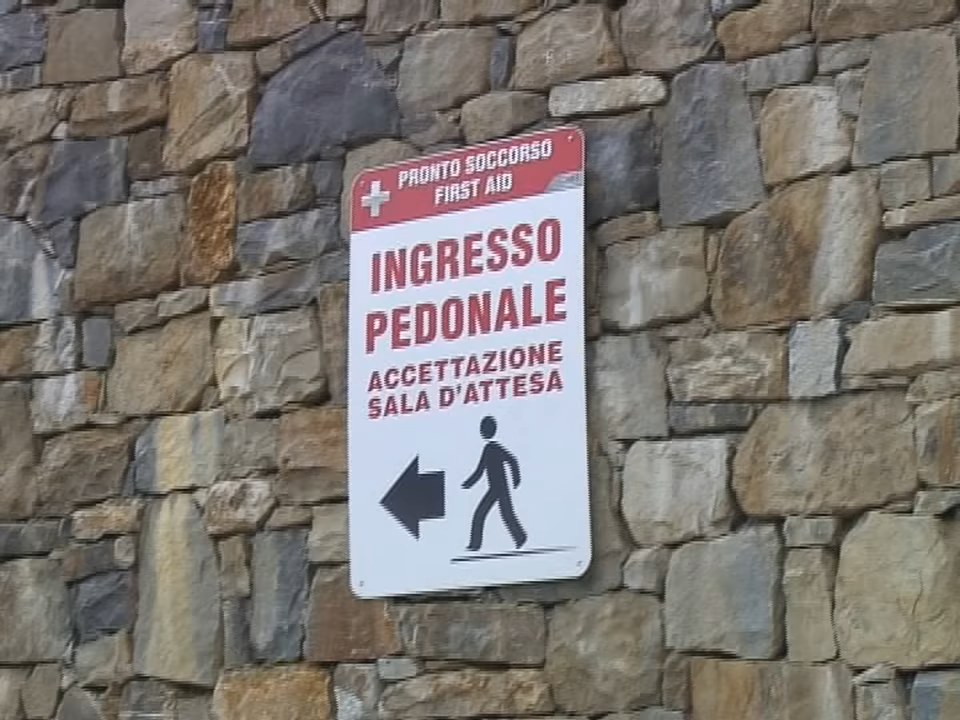 PRONTO SOCCORSO
FIRST AID
INGRESSO
PEDONALE
ACCETTAZIONE
SALA D'ATTESA